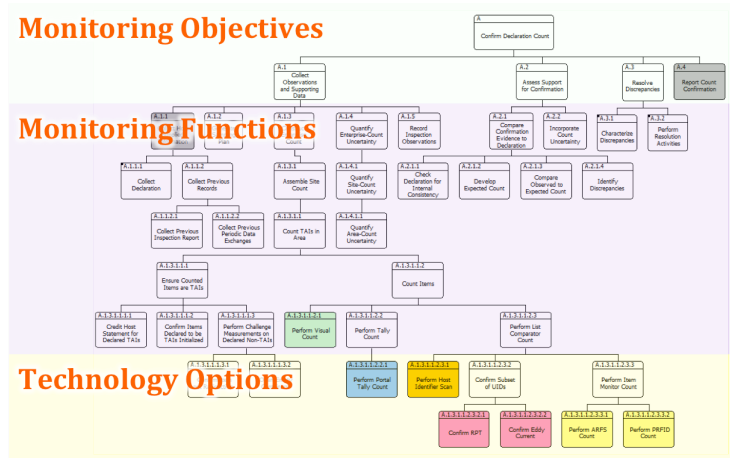 Monitoring Objectives
A
Confirm Declaration Count
A.1
Collect
Observations
and Supporting
Data
A.2
Assess Support
for Confirmation
A.3
Resolve
Discrepancies
A.4
Report Count
Confirmation
Monitoring Functions
A.1.1
A.1.2
Plan
A.1.3
Count
A.1.4
Quantify
Enterprise-Count
Uncertainty
A.1.5
Record
Inspection
Observations
A.2.1
Compare
Confirmation
Evidence to
Declaration
A.2.2
Incorporate
Count
Uncertainty
A.3.1
Characterize
Discrepancies
A.3.2
Perform
Resolution
Activities
A.1.1.1
Collect
Declaration
A.1.1.2
Collect Previous
Records
A.1.3.1
Assemble Site
Count
A.1.4.1
Quantify
Site-Count
Uncertainty
A.2.1.1
Check
Declaration for
Internal
Consistency
A.2.1.2
Develop
Expected Count
A.2.1.3
Compare
Observed to
Expected Count
A.2.1.4
Identify
Discrepancies
A.1.1.2.1
Collect Previous
Inspection Report
A.1.1.2.2
Collect Previous
Periodic Data
Exchanges
A.1.3.1.1
Count TAIs in
Area
A.1.4.1.1
Quantify
Area-Count
Uncertainty
A.1.3.1.1.1
Ensure Counted
Items are TAIs
A.1.3.1.1.2
Count Items
A.1.3.1.1.1.1
Credit Host
Statement for
Declared TAIs
A.1.3.1.1.1.2
Confirm Items
Declared to be
TAIs Initialized
A.1.3.1.1.1.3
Perform Challenge
Measurements on
Declared Non-TAIs
A.1.3.1.1.2.1
Perform Visual
Count
A.1.3.1.1.2.2
Perform Tally
Count
A.1.3.1.1.2.3
Perform List
Comparator
Count
Technology Options
A.1.3.1.1.1.3.1
A.1.3.1.1.1.3.2
A.1.3.1.1.2.2.1
Perform Portal
Tally Count
A.1.3.1.1.2.3.1
Perform Host
Identifier Scan
A.1.3.1.1.2.3.2
Confirm Subset
of UIDs
A.1.3.1.1.2.3.3
Perform Item
Monitor Count
A.1.3.1.1.2.3.2.1
Confirm RPT
A.1.3.1.1.2.3.2.2
Confirm Eddy
Current
A.1.3.1.1.2.3.3.1
Perform ARFS
Count
A.1.3.1.1.2.3.3.2
Perform PRFID
Count